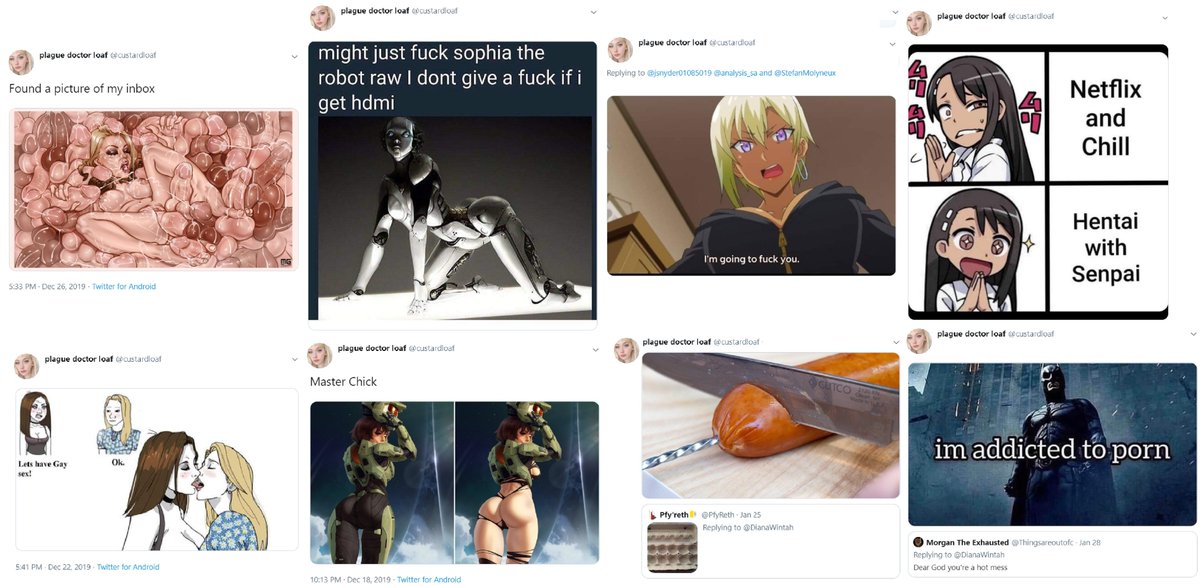 plague doctor loaf @custardloaf
Found a picture of my inbox
MG
5:33 PM · Dec 26, 2019 · Twitter for Android
plague doctor loaf @custardloaf
might just fuck sophia the
robot raw I dont give a fuck if i
get hdmi
plague doctor loaf @custardloaf
Replying to @jsnyder01085019 @analysis_sa and @StefanMolyneux
I'm going to fuck you.
plague doctor loaf @custardloaf
Netflix
and
Chill
Hentai
with
Senpai
plague doctor loaf @custardloaf
Lets have Gay
sex!
Ok.
5:41 PM · Dec 22, 2019 · Twitter for Android
plague doctor loaf @custardloaf
Master Chick
10:13 PM · Dec 18, 2019 · Twitter for Android
plague doctor loaf @custardloaf
CUTCO
Pfy'reth @PfyReth · Jan 25
Replying to @DianaWintah
plague doctor loaf @custardloaf
im addicted to porn
Morgan The Exhausted @Thingsareoutofc · Jan 28
Replying to @DianaWintah
Dear God you're a hot mess